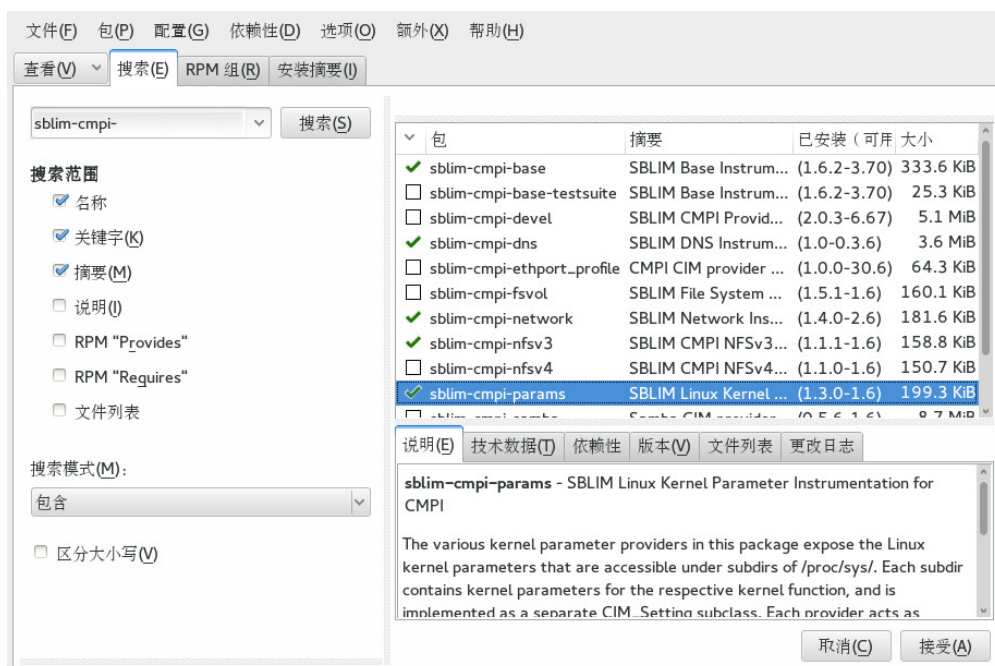 文件(F) 包(P) 配置(G) 依赖性(D) 选项(O) 额外(X) 帮助(H)
查看(V) 搜索(E) RPM 组(R) 安装摘要(I)
sblim-cmpi- 搜索(S)
搜索范围
名称
关键字(K)
摘要(M)
说明(I)
RPM "Provides"
RPM "Requires"
文件列表
搜索模式(M):
包含
区分大小写(V)
包 摘要 已安装（可用 大小
sblim-cmpi-base SBLIM Base Instrum... (1.6.2-3.70) 333.6 KiB
sblim-cmpi-base-testsuite SBLIM Base Instrum... (1.6.2-3.70) 25.3 KiB
sblim-cmpi-devel SBLIM CMPI Provid... (2.0.3-6.67) 5.1 MiB
sblim-cmpi-dns SBLIM DNS Instrum... (1.0-0.3.6) 3.6 MiB
sblim-cmpi-ethport_profile CMPI CIM provider ... (1.0.0-30.6) 64.3 KiB
sblim-cmpi-fsvol SBLIM File System ... (1.5.1-1.6) 160.1 KiB
sblim-cmpi-network SBLIM Network Ins... (1.4.0-2.6) 181.6 KiB
sblim-cmpi-nfsv3 SBLIM CMPI NFSv3... (1.1.1-1.6) 158.8 KiB
sblim-cmpi-nfsv4 SBLIM CMPI NFSv4... (1.1.0-1.6) 150.7 KiB
sblim-cmpi-params SBLIM Linux Kernel ... (1.3.0-1.6) 199.3 KiB
sblim-cmpi-samba Samba CIM provider (0.5.6-1.6) 8.7 MiB
说明(E) 技术数据(T) 依赖性 版本(V) 文件列表 更改日志
sblim-cmpi-params - SBLIM Linux Kernel Parameter Instrumentation for
CMPI
The various kernel parameter providers in this package expose the Linux
kernel parameters that are accessible under subdirs of /proc/sys/. Each subdir
contains kernel parameters for the respective kernel function, and is
implemented as a separate CIM_Setting subclass. Each provider acts as
取消(C) 接受(A)